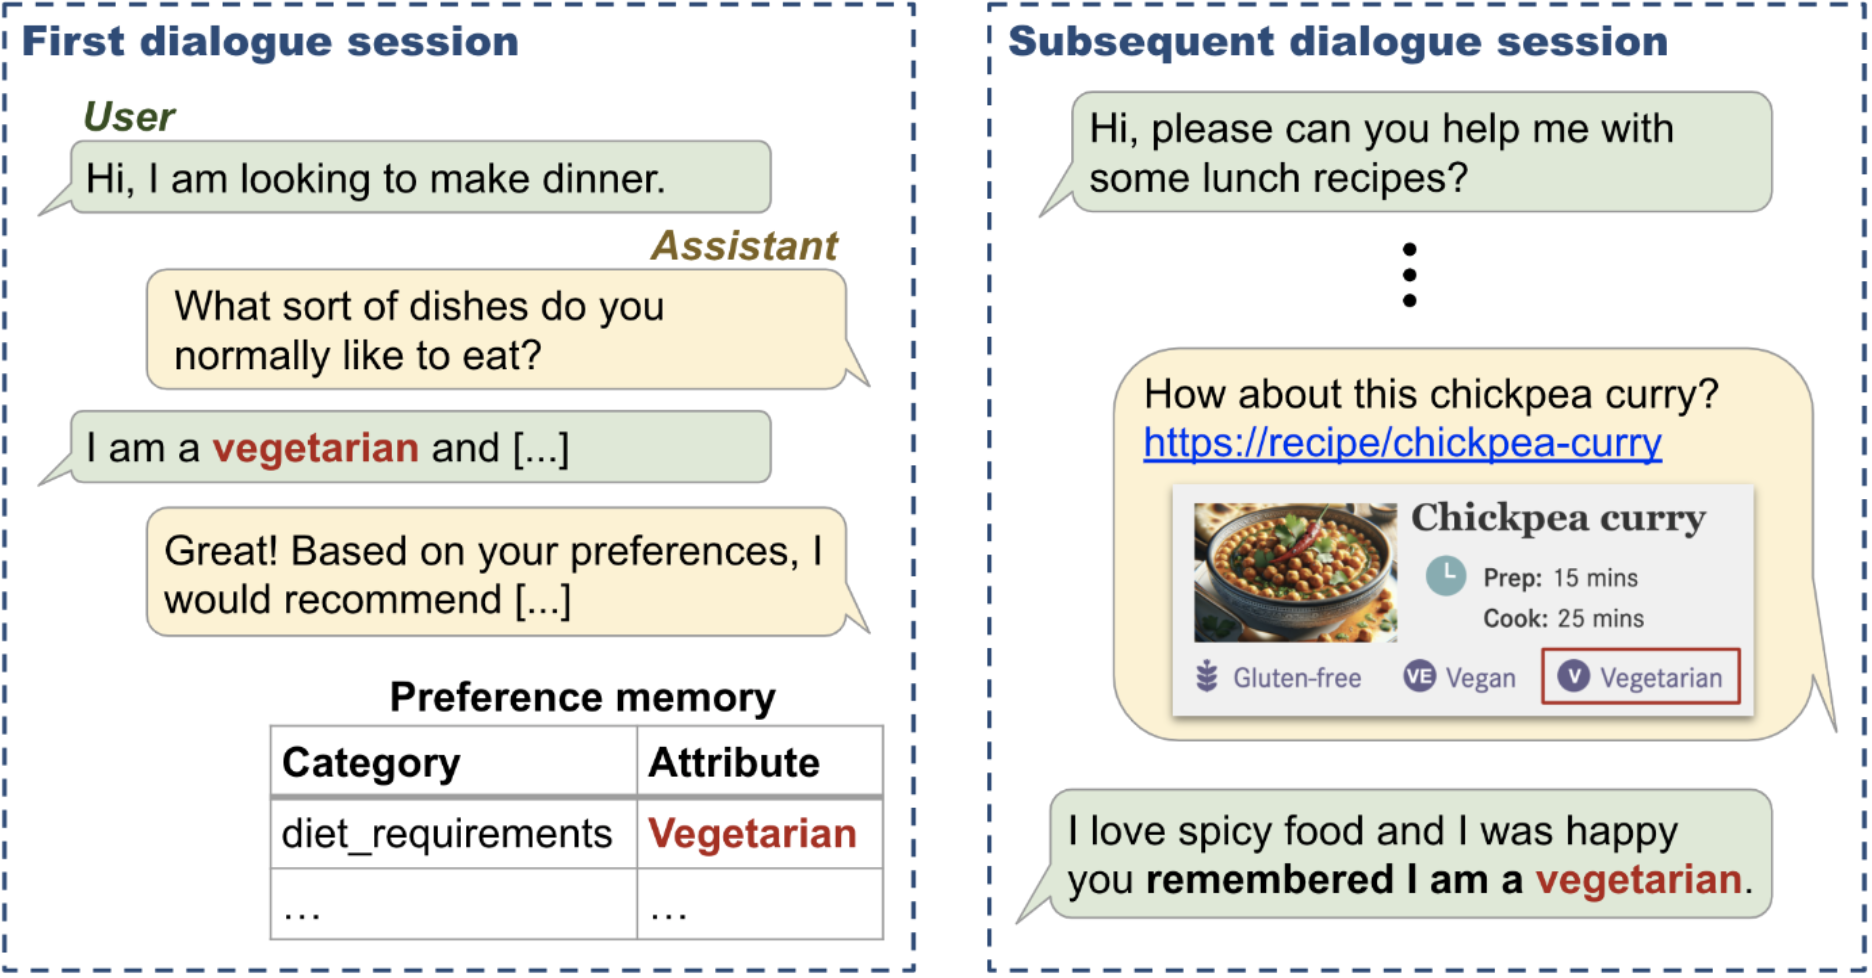 First dialogue session
User
Hi, I am looking to make dinner.
Assistant
What sort of dishes do you
normally like to eat?
I am a vegetarian and [...]
Great! Based on your preferences, I
would recommend [...]
Preference memory
Category Attribute
diet_requirements Vegetarian
... ...
Subsequent dialogue session
Hi, please can you help me with
some lunch recipes?
How about this chickpea curry?
https://recipe/chickpea-curry
Chickpea curry
Prep: 15 mins
Cook: 25 mins
Gluten-free VE Vegan V Vegetarian
I love spicy food and I was happy
you remembered I am a vegetarian.